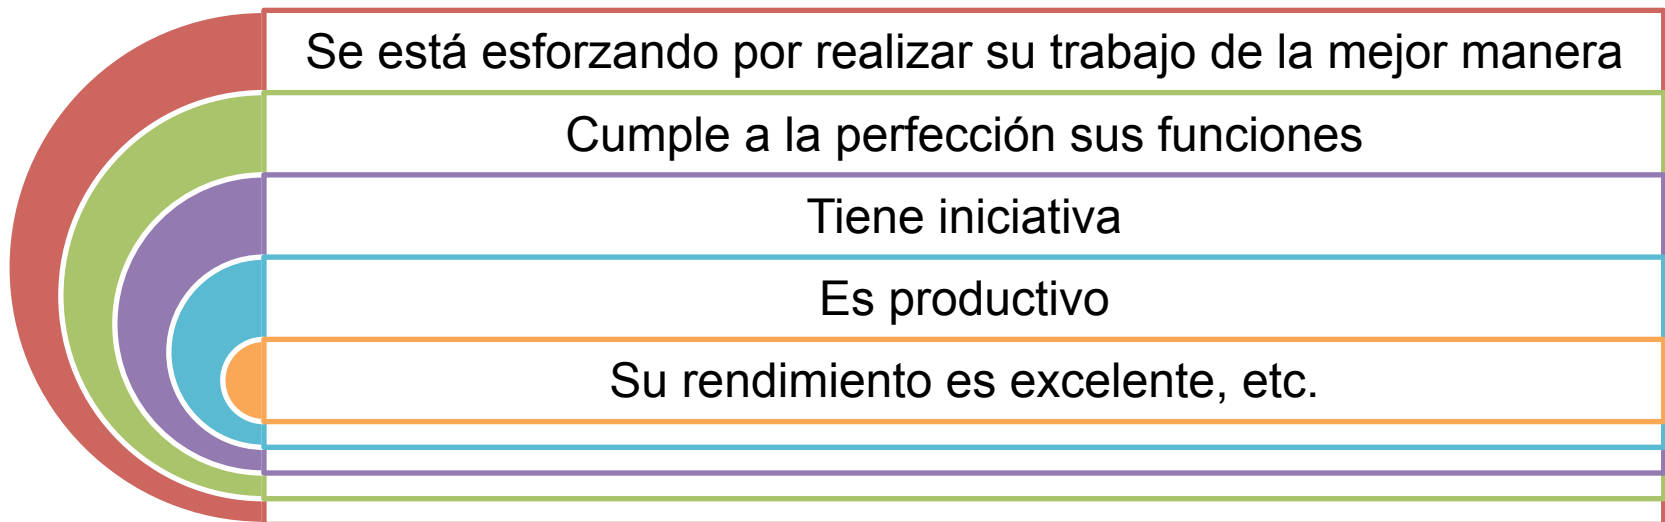 Se está esforzando por realizar su trabajo de la mejor manera
Cumple a la perfección sus funciones
Tiene iniciativa
Es productivo
Su rendimiento es excelente, etc.